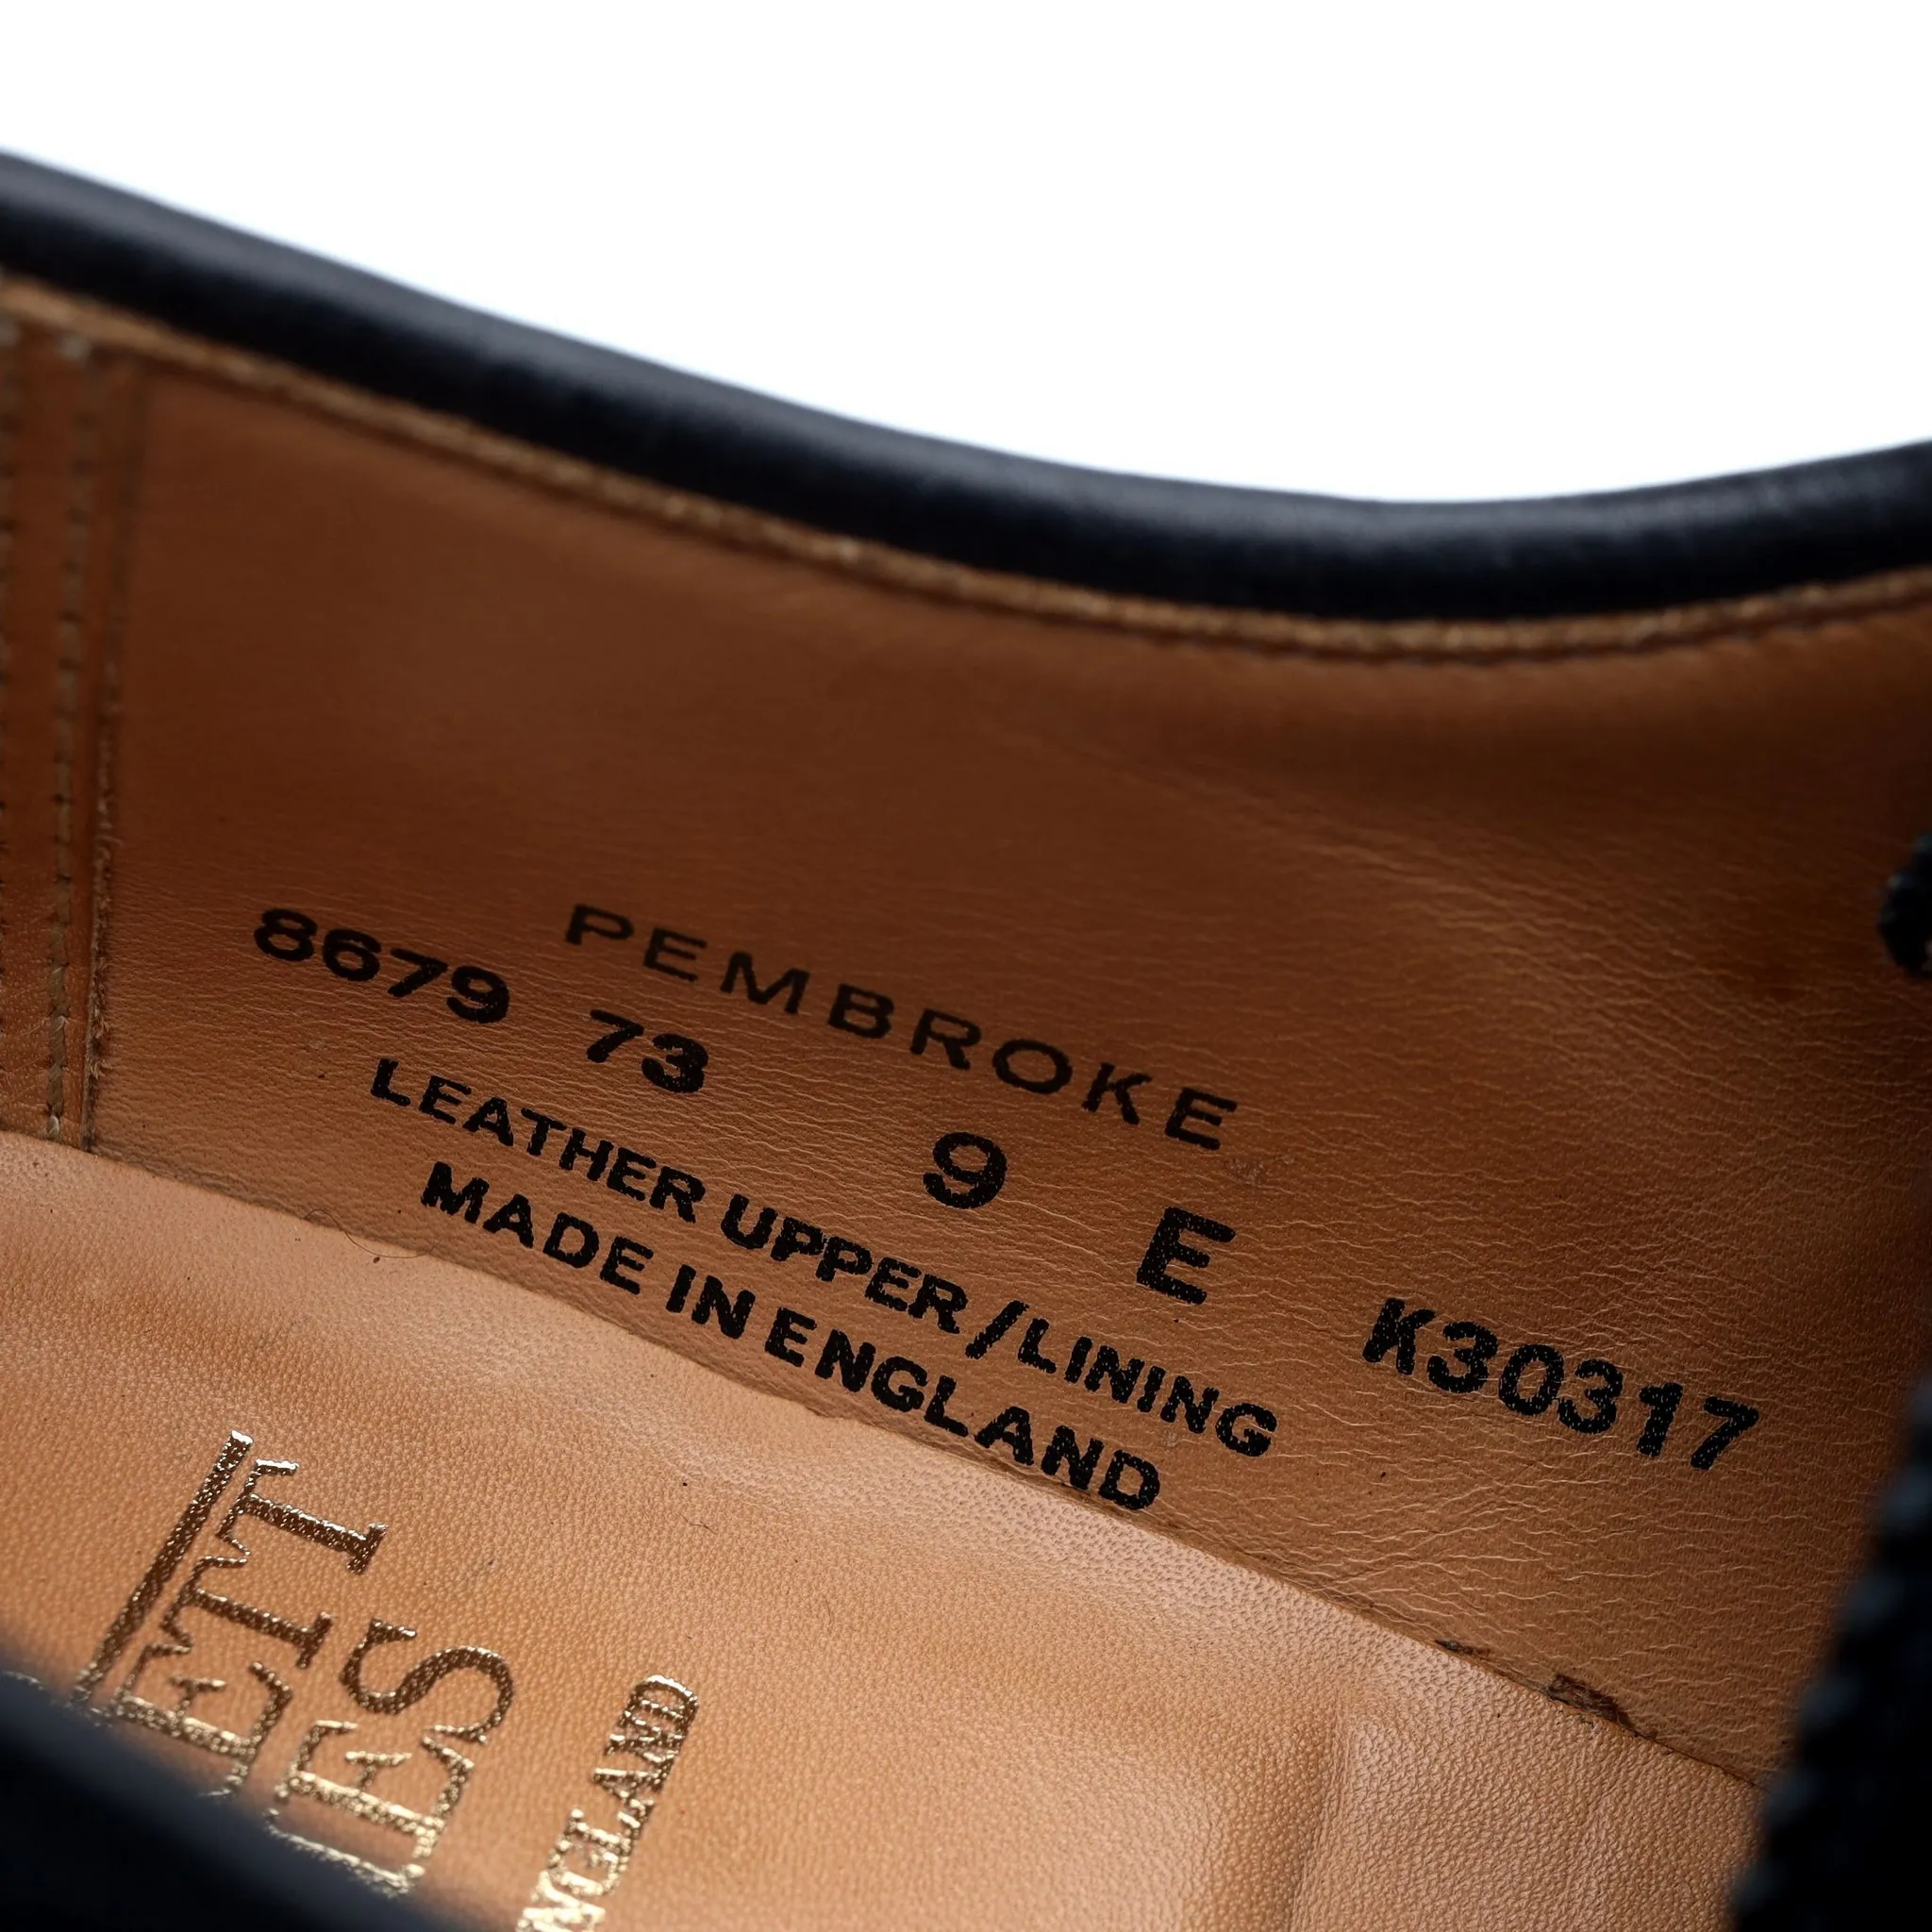 PEMBROKE
8679 73 9 E K30317
LEATHER UPPER/LINING
MADE IN ENGLAND